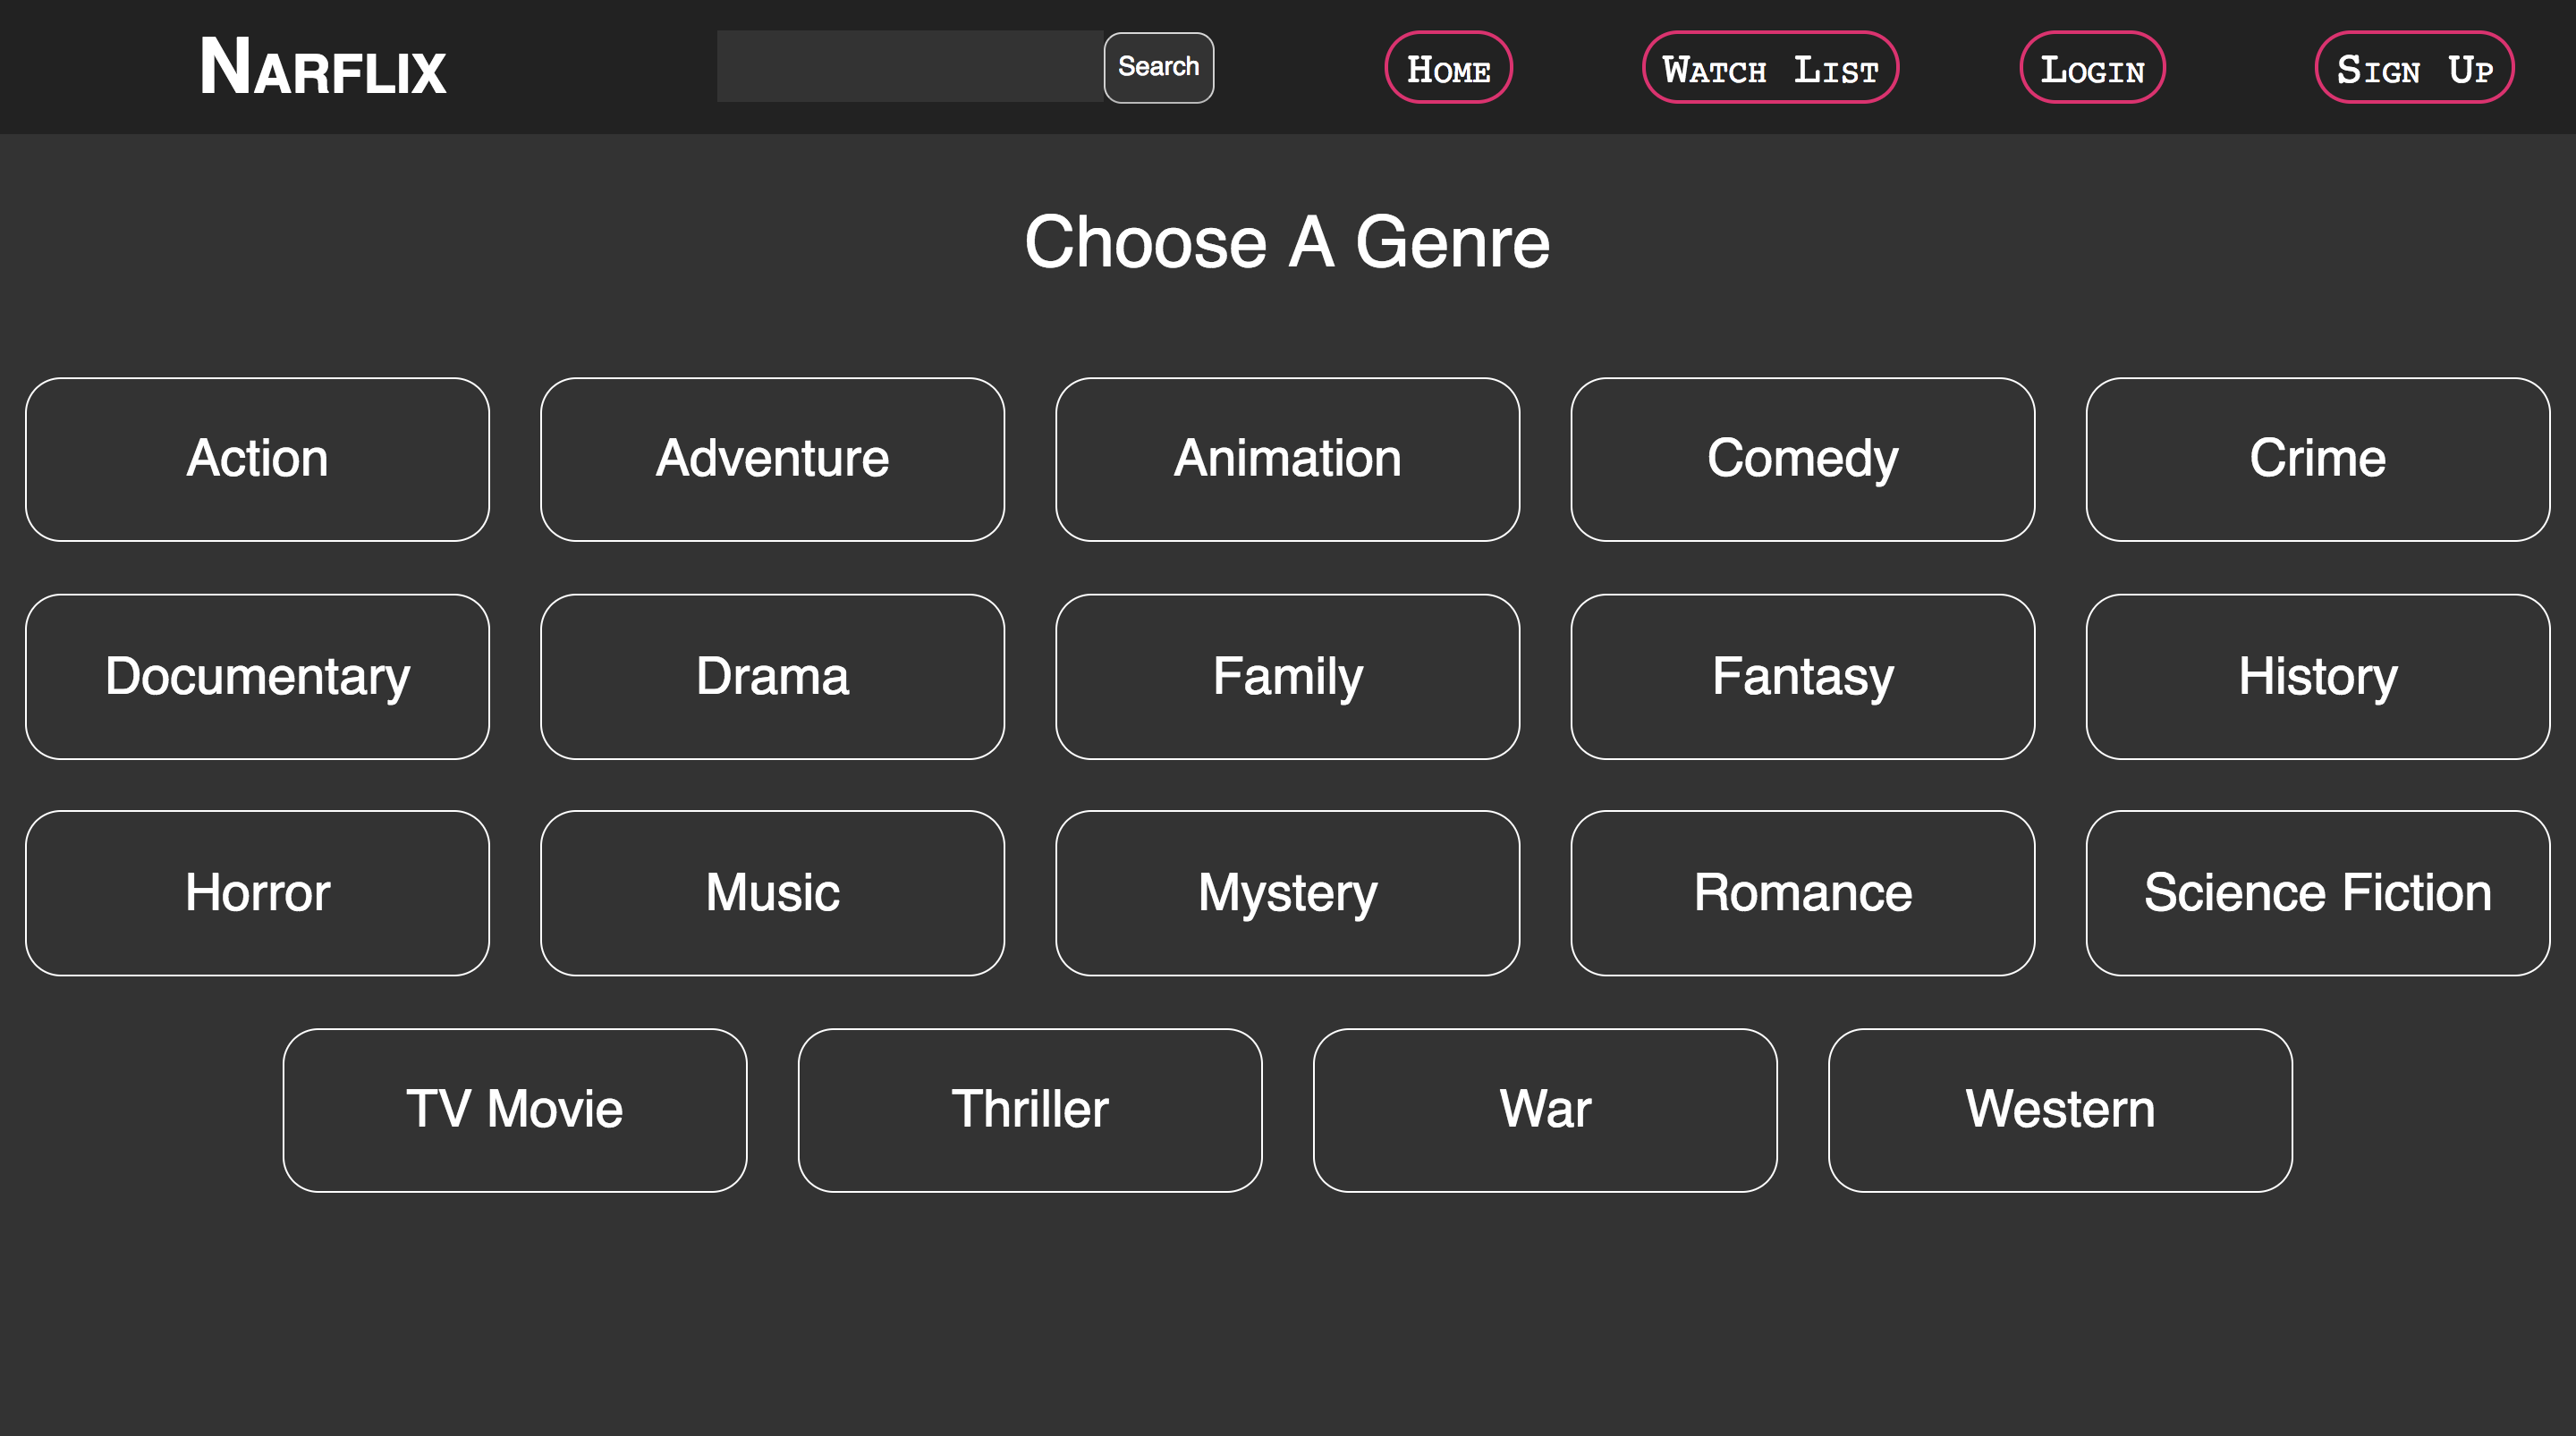 Narflix Search Home Watch List Login Sign Up
Choose A Genre
Action Adventure Animation Comedy Crime
Documentary Drama Family Fantasy History
Horror Music Mystery Romance Science Fiction
TV Movie Thriller War Western